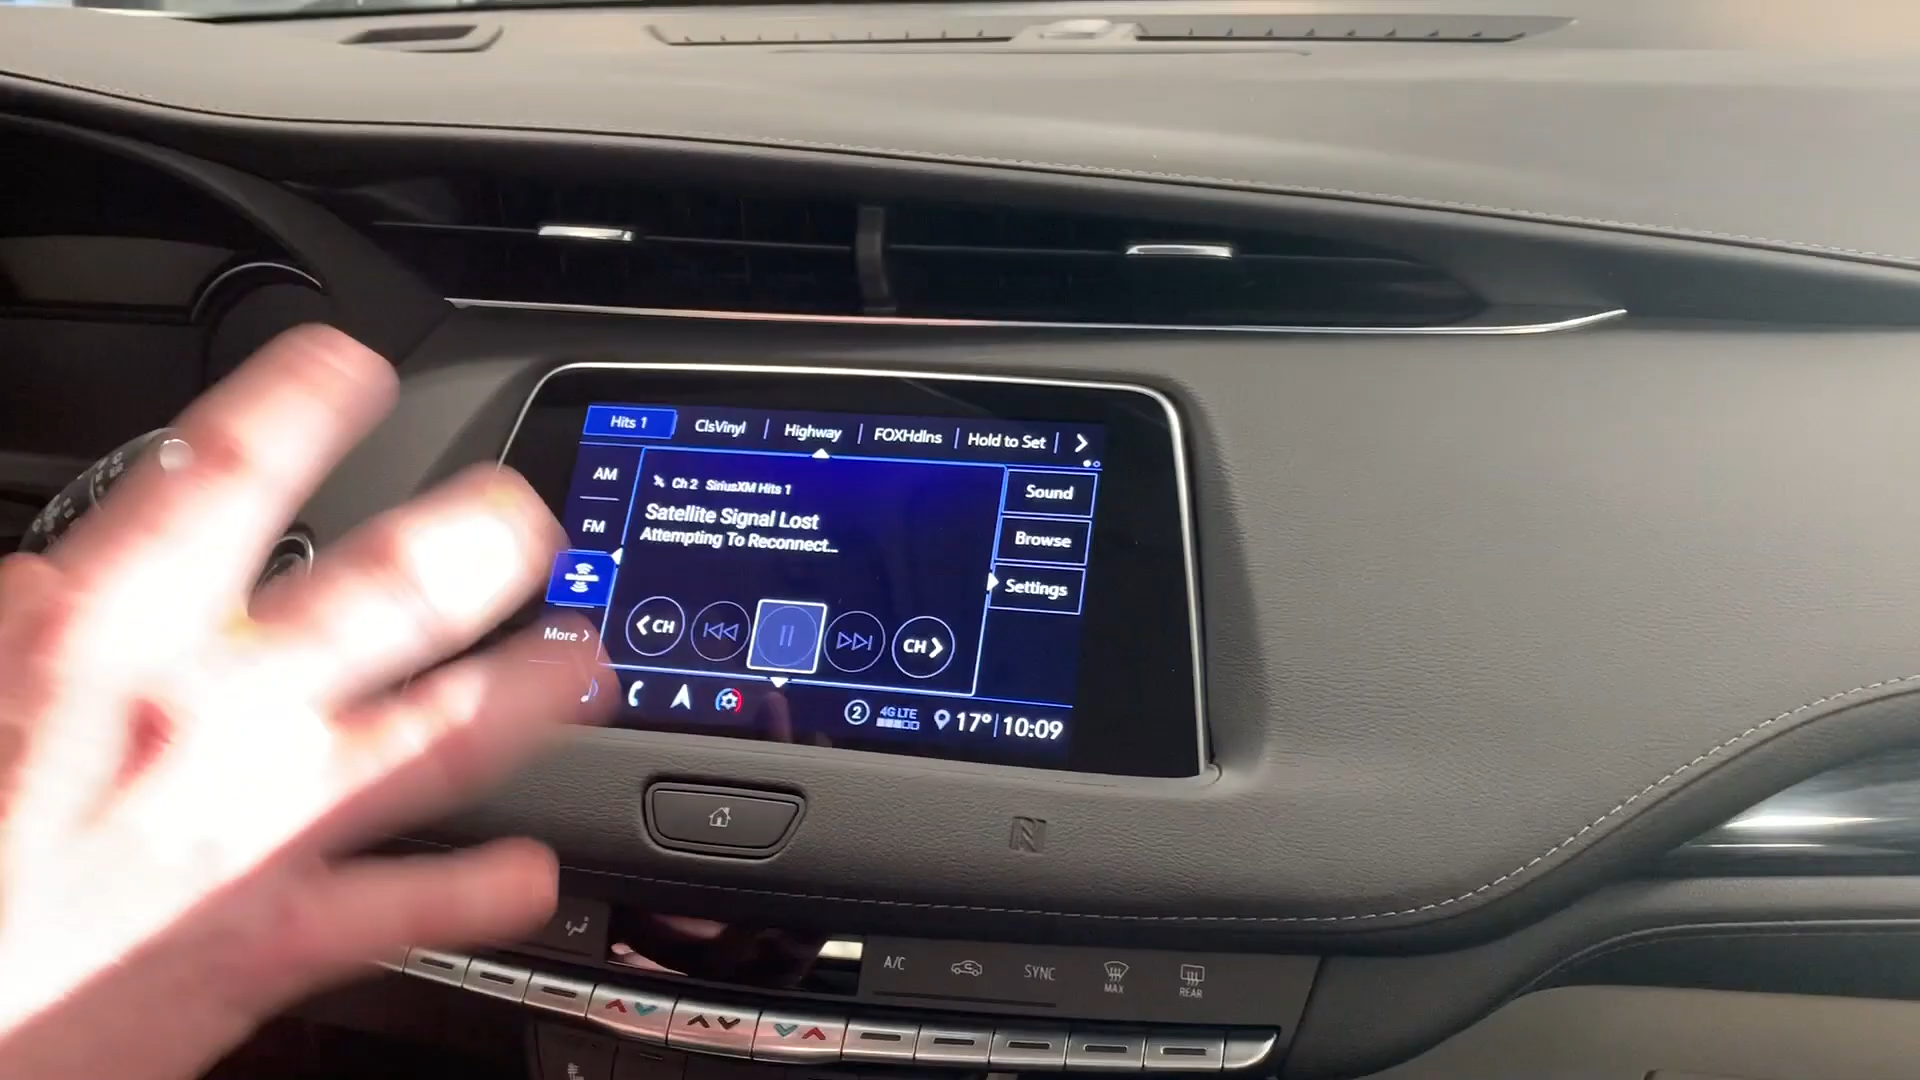 Hits 1
ClsVinyl
Highway
FOXHdlns
Hold to Set
AM
FM
More
Ch 2 SiriusXM Hits 1
Satellite Signal Lost
Attempting To Reconnect...
CH
CH
Sound
Browse
Settings
2
4G LTE
17°
10:09
A/C
SYNC
MAX
REAR